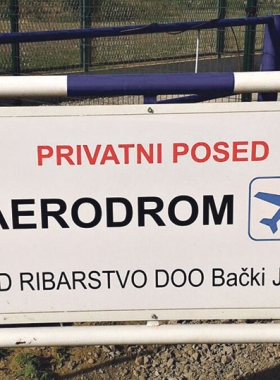 PRIVATNI POSED
AERODROM
D RIBARSTVO DOO Bački J